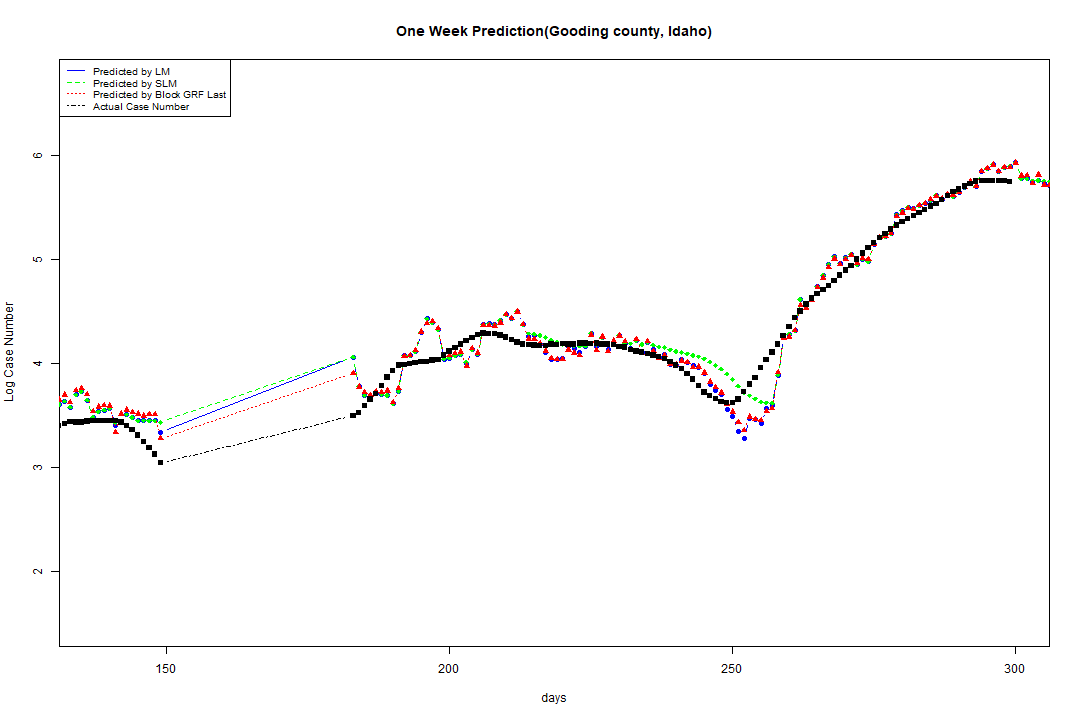 One Week Prediction(Gooding county, Idaho)
Predicted by LM
Predicted by SLM
Predicted by Block GRF Last
Actual Case Number
6
5
4
3
2
Log Case Number
150 200 250 300
days